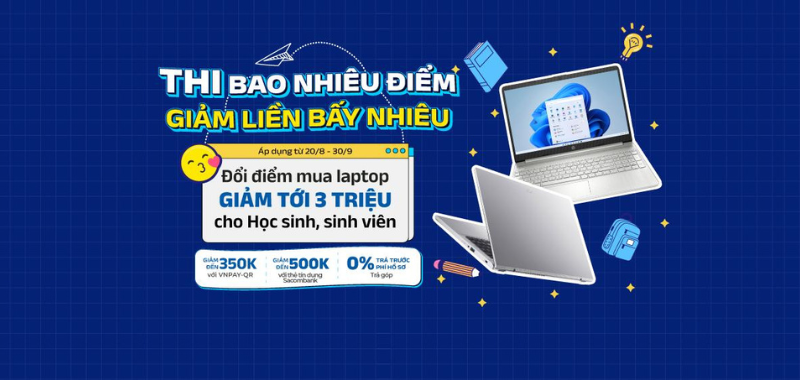 THI BAO NHIÊU ĐIỂM
GIẢM LIỀN BẤY NHIÊU
Áp dụng từ 20/8 - 30/9
Đổi điểm mua laptop
GIẢM TỚI 3 TRIỆU
cho Học sinh, sinh viên
GIẢM ĐẾN 350K
với VNPAY-QR
GIẢM ĐẾN 500K
với thẻ tín dụng
Sacombank
0% TRẢ TRƯỚC
PHÍ HỒ SƠ
Trả góp